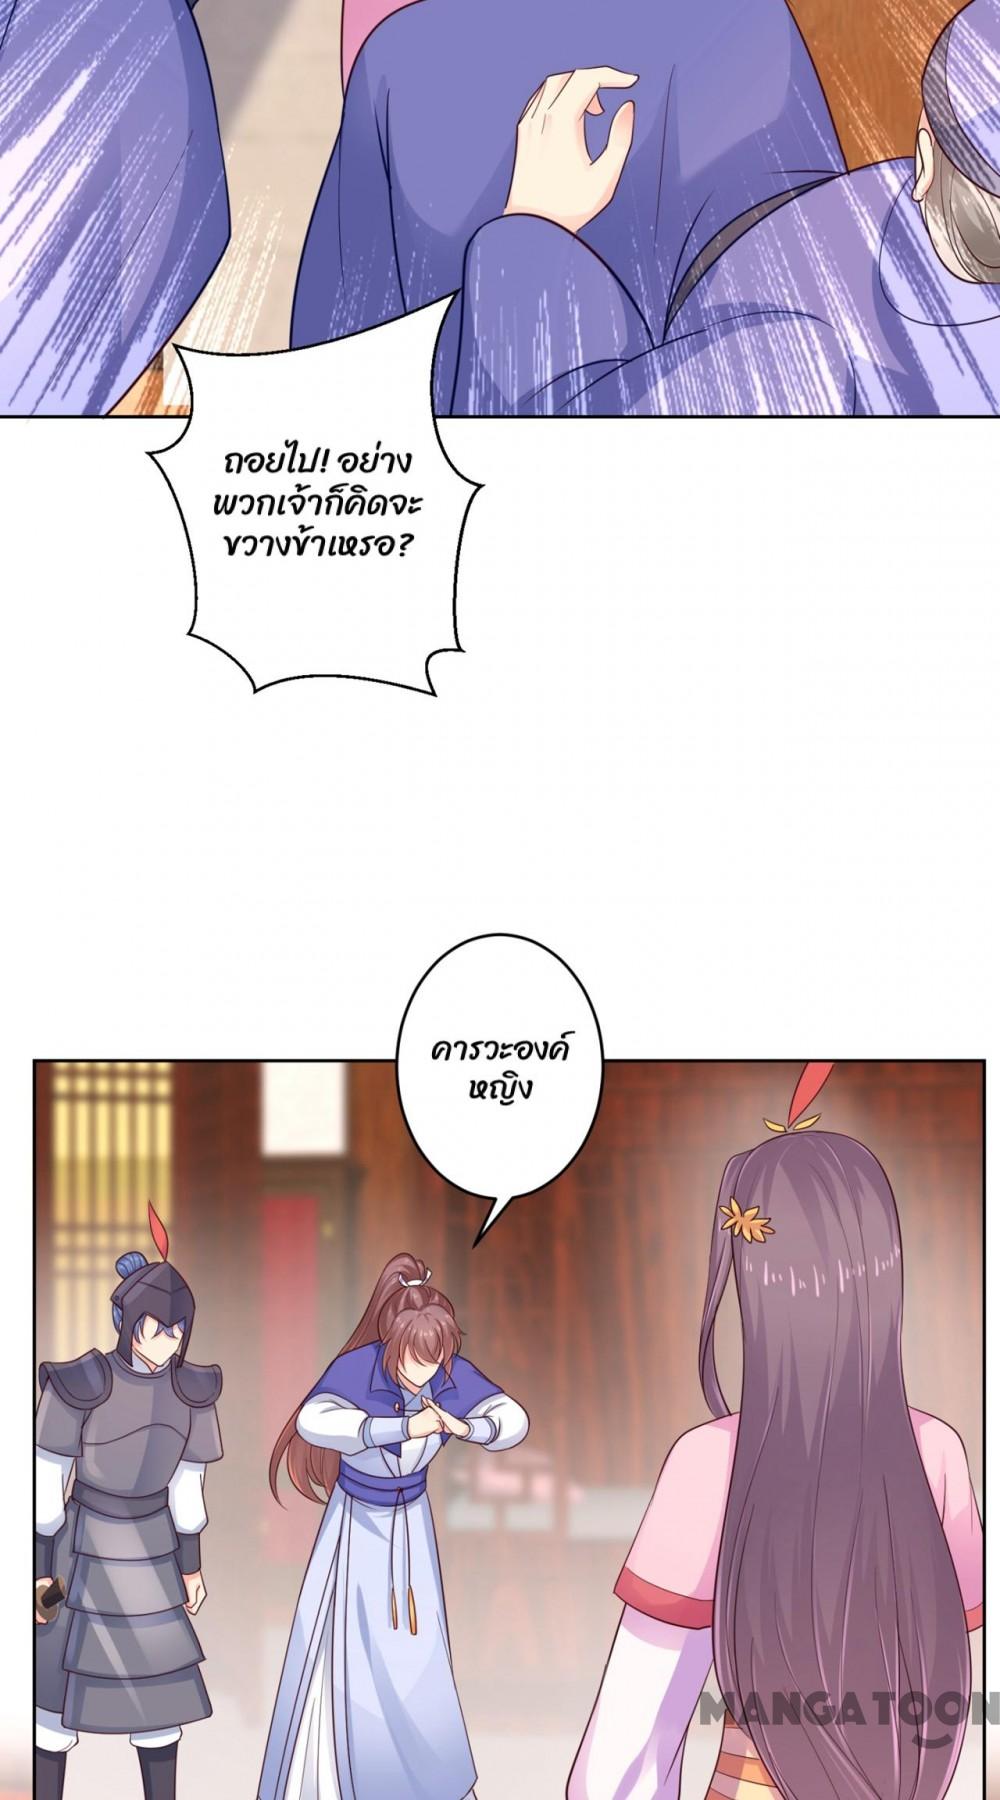 ถอยไป! อย่าง
พวกเจ้าก็คิดจะ
ขวางข้าเหรอ?
คารวะองค์
หญิง
MANGATOON